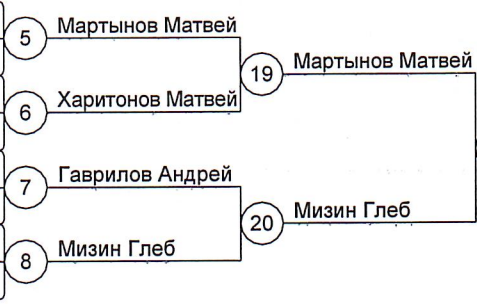 5 Мартынов Матвей
19 Мартынов Матвей
6 Харитонов Матвей
7 Гаврилов Андрей
20 Мизин Глеб
8 Мизин Глеб